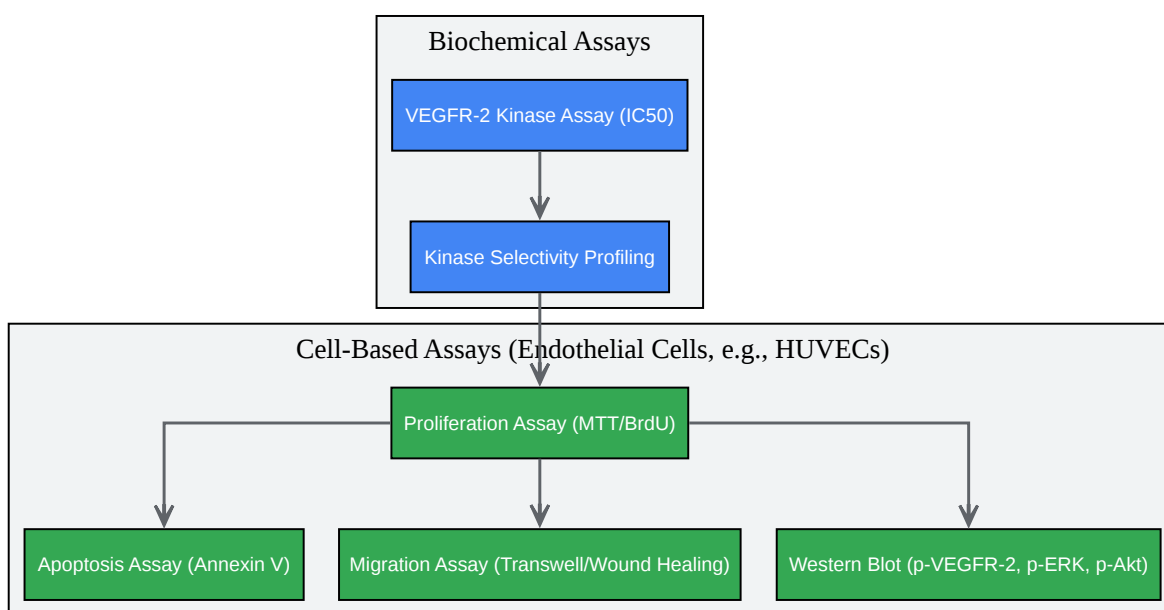 Biochemical Assays
VEGFR-2 Kinase Assay (IC50)
Kinase Selectivity Profiling
Cell-Based Assays (Endothelial Cells, e.g., HUVECs)
Proliferation Assay (MTT/BrdU)
Apoptosis Assay (Annexin V)
Migration Assay (Transwell/Wound Healing)
Western Blot (p-VEGFR-2, p-ERK, p-Akt)